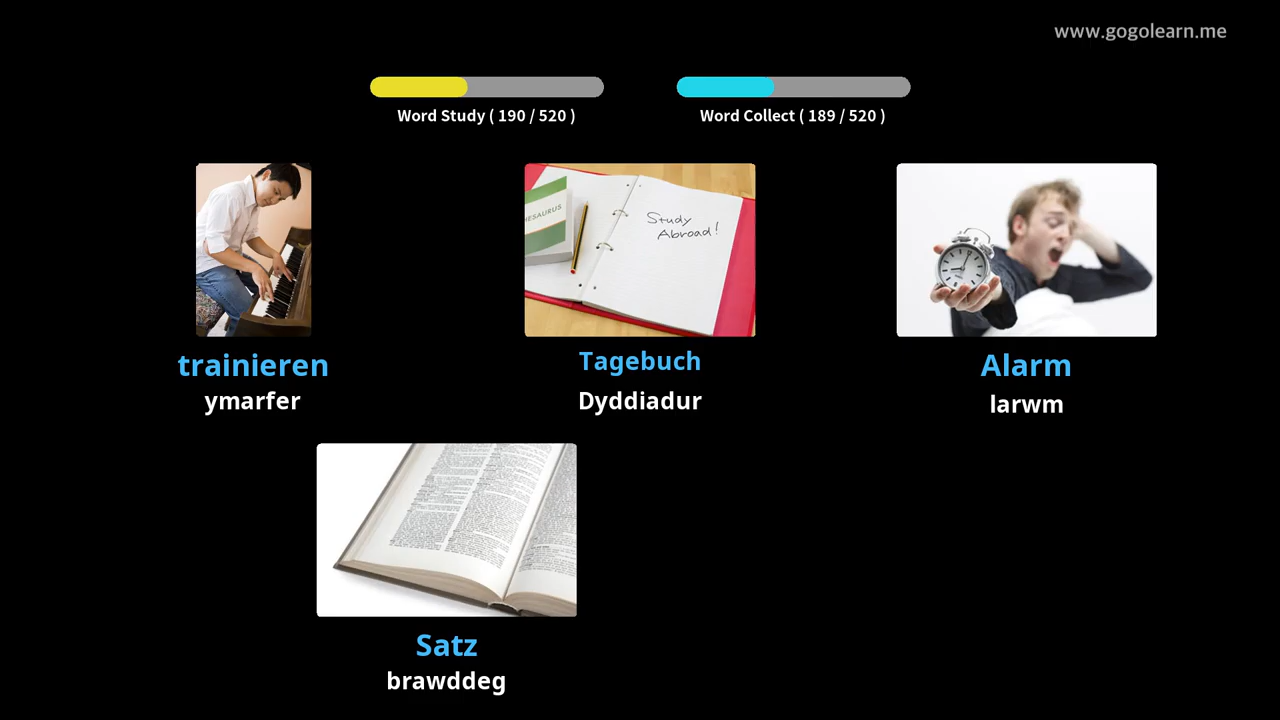 www.gogolearn.me
Word Study ( 190 / 520 )
Word Collect ( 189 / 520 )
HESAURUS
Study
Abroad!
trainieren
ymarfer
Tagebuch
Dyddiadur
Alarm
larwm
Satz
brawddeg